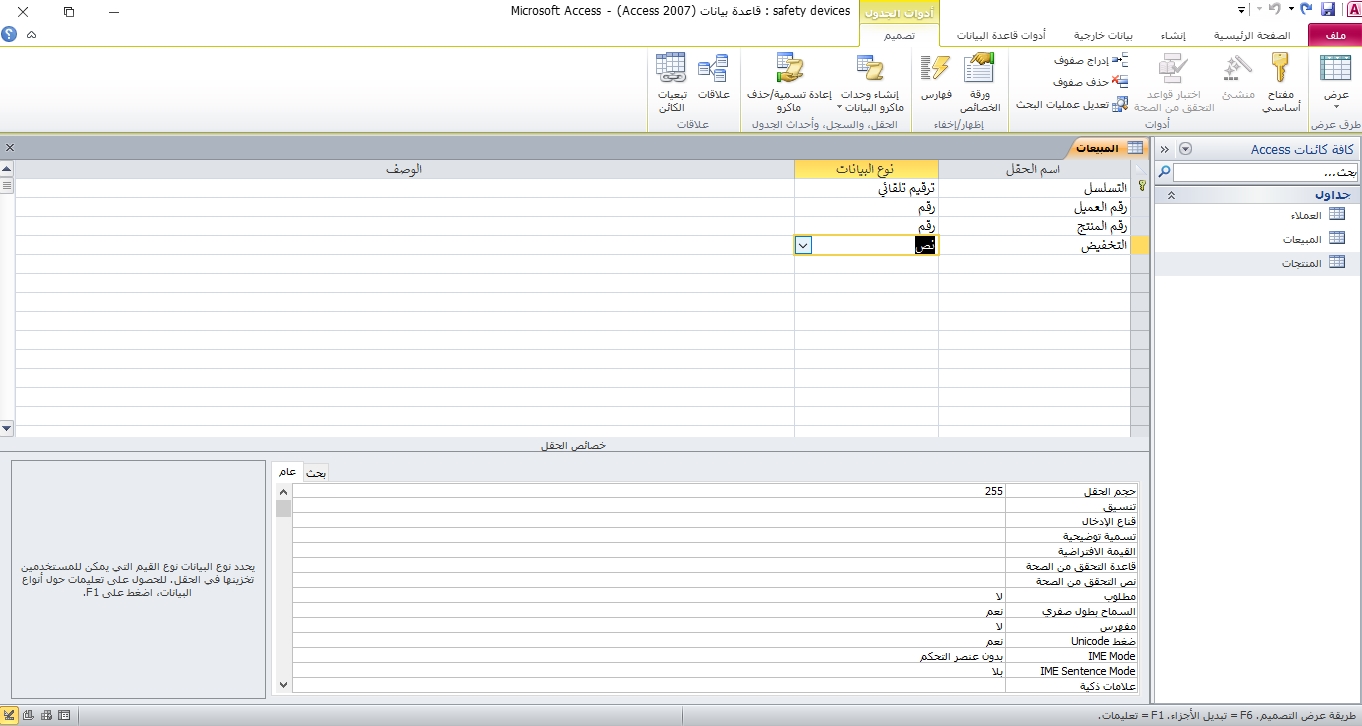 safety devices : قاعدة بيانات (Access 2007) - Microsoft Access
أدوات الجدول
ملف
الصفحة الرئيسية
إنشاء
بيانات خارجية
أدوات قاعدة البيانات
تصميم
عرض
مفتاح أساسي
منشئ
اختبار قواعد التحقق من الصحة
إدراج صفوف
حذف صفوف
تعديل عمليات البحث
ورقة الخصائص
فهارس
إنشاء وحدات ماكرو البيانات
إعادة تسمية/حذف ماكرو
علاقات
تبعيات الكائن
طرق عرض
أدوات
إظهار/إخفاء
الحقل، والسجل، وأحداث الجدول
علاقات
كافة كائنات Access
بحث...
جداول
العملاء
المبيعات
المنتجات
المبيعات
اسم الحقل نوع البيانات الوصف
التسلسل ترقيم تلقائي
رقم العميل رقم
رقم المنتج رقم
التخفيض نص
خصائص الحقل
بحث عام
حجم الحقل 255
تنسيق
قناع الإدخال
تسمية توضيحية
القيمة الافتراضية
قاعدة التحقق من الصحة
نص التحقق من الصحة
مطلوب لا
السماح بطول صفري نعم
مفهرس لا
ضغط Unicode نعم
IME Mode بدون عنصر التحكم
IME Sentence Mode بلا
علامات ذكية
يحدد نوع البيانات نوع القيم التي يمكن للمستخدمين
تخزينها في الحقل. للحصول على تعليمات حول أنواع
البيانات، اضغط على F1.
طريقة عرض التصميم. F6 = تبديل الأجزاء. F1 = تعليمات.